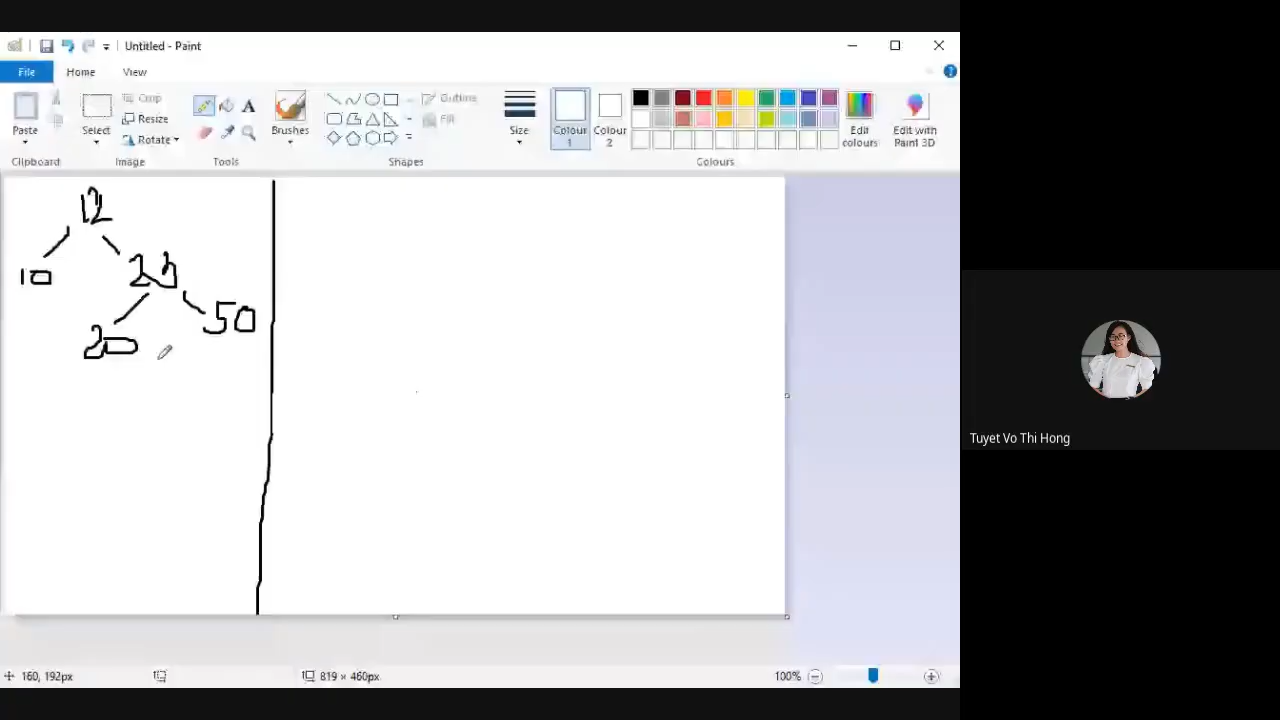 Untitled - Paint
File Home View
Paste
Select
Crop
Resize
Rotate
Brushes
Outline
Fill
Size
Colour 1
Colour 2
Edit colours
Edit with Paint 3D
Clipboard Image Tools Shapes Colours
12
10
50
20
Tuyet Vo Thi Hong
160, 192px 819 × 460px 100%